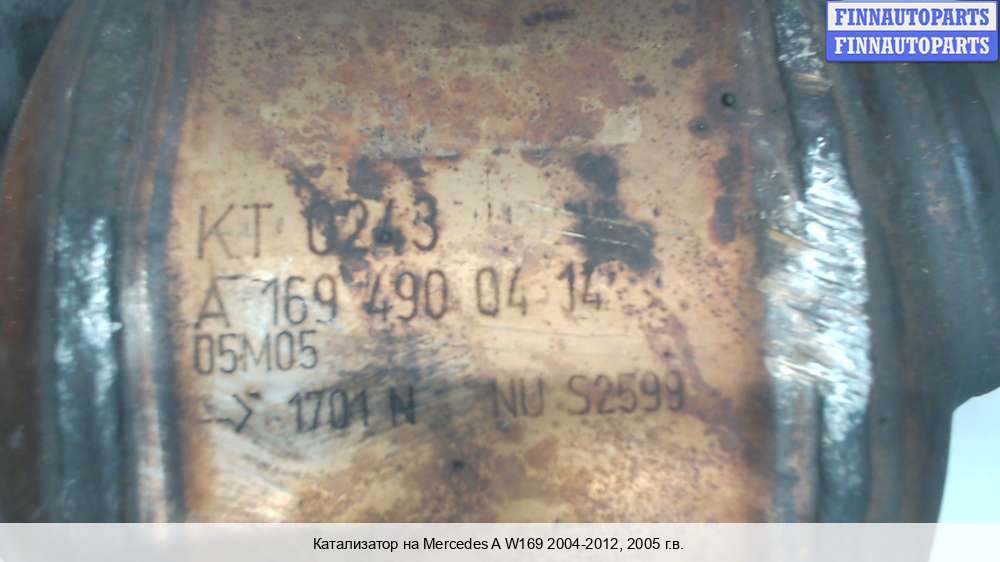 FINNAUTOPARTS
FINNAUTOPARTS
KT 0243
A 169 490 04 14
05M05
-> 1701 N NU S2599
Катализатор на Mercedes A W169 2004-2012, 2005 г.в.